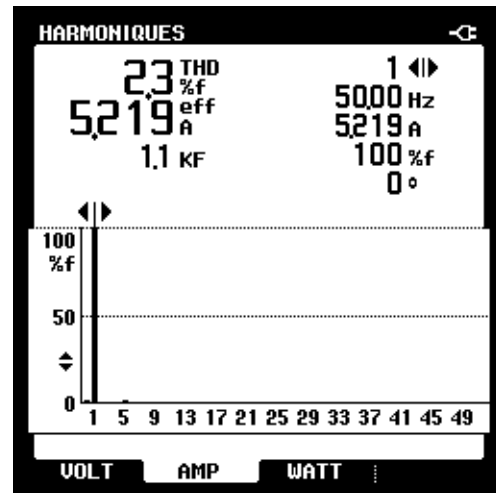 HARMONIQUES
2,3 THD %f
5,219 eff A
1,1 KF
1
50,00 Hz
5,219 A
100 %f
0 °
100
%f
50
0
1 5 9 13 17 21 25 29 33 37 41 45 49
VOLT AMP WATT